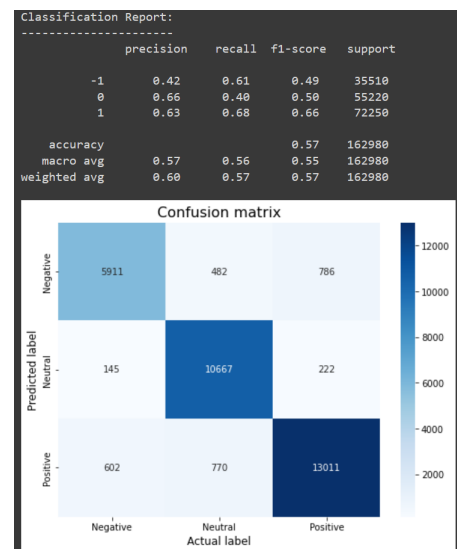 Classification Report:
----------------------
precision recall f1-score support
-1 0.42 0.61 0.49 35510
0 0.66 0.40 0.50 55220
1 0.63 0.68 0.66 72250
accuracy 0.57 162980
macro avg 0.57 0.56 0.55 162980
weighted avg 0.60 0.57 0.57 162980
Confusion matrix
Predicted label
Negative 5911 482 786
Neutral 145 10667 222
Positive 602 770 13011
Negative Neutral Positive
Actual label
12000
10000
8000
6000
4000
2000